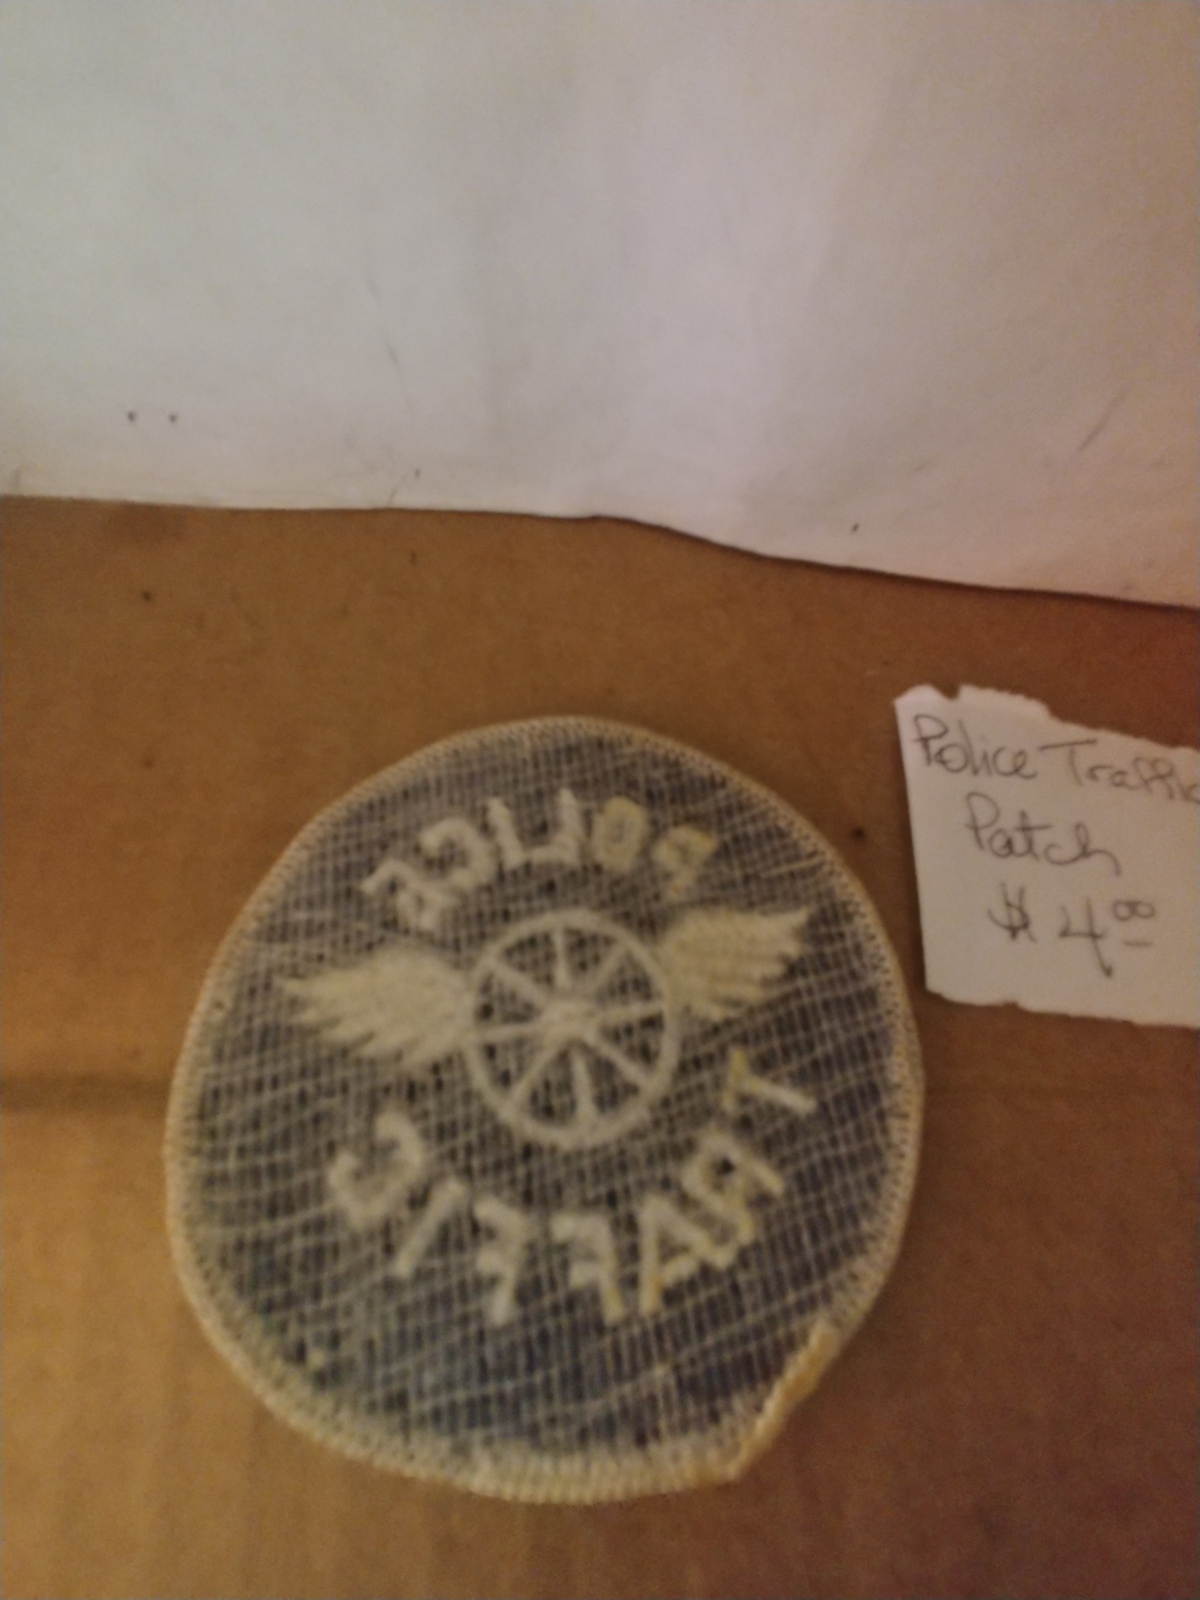 POLICE
TRAFFIC
Police Traffic
Patch
$ 4.00